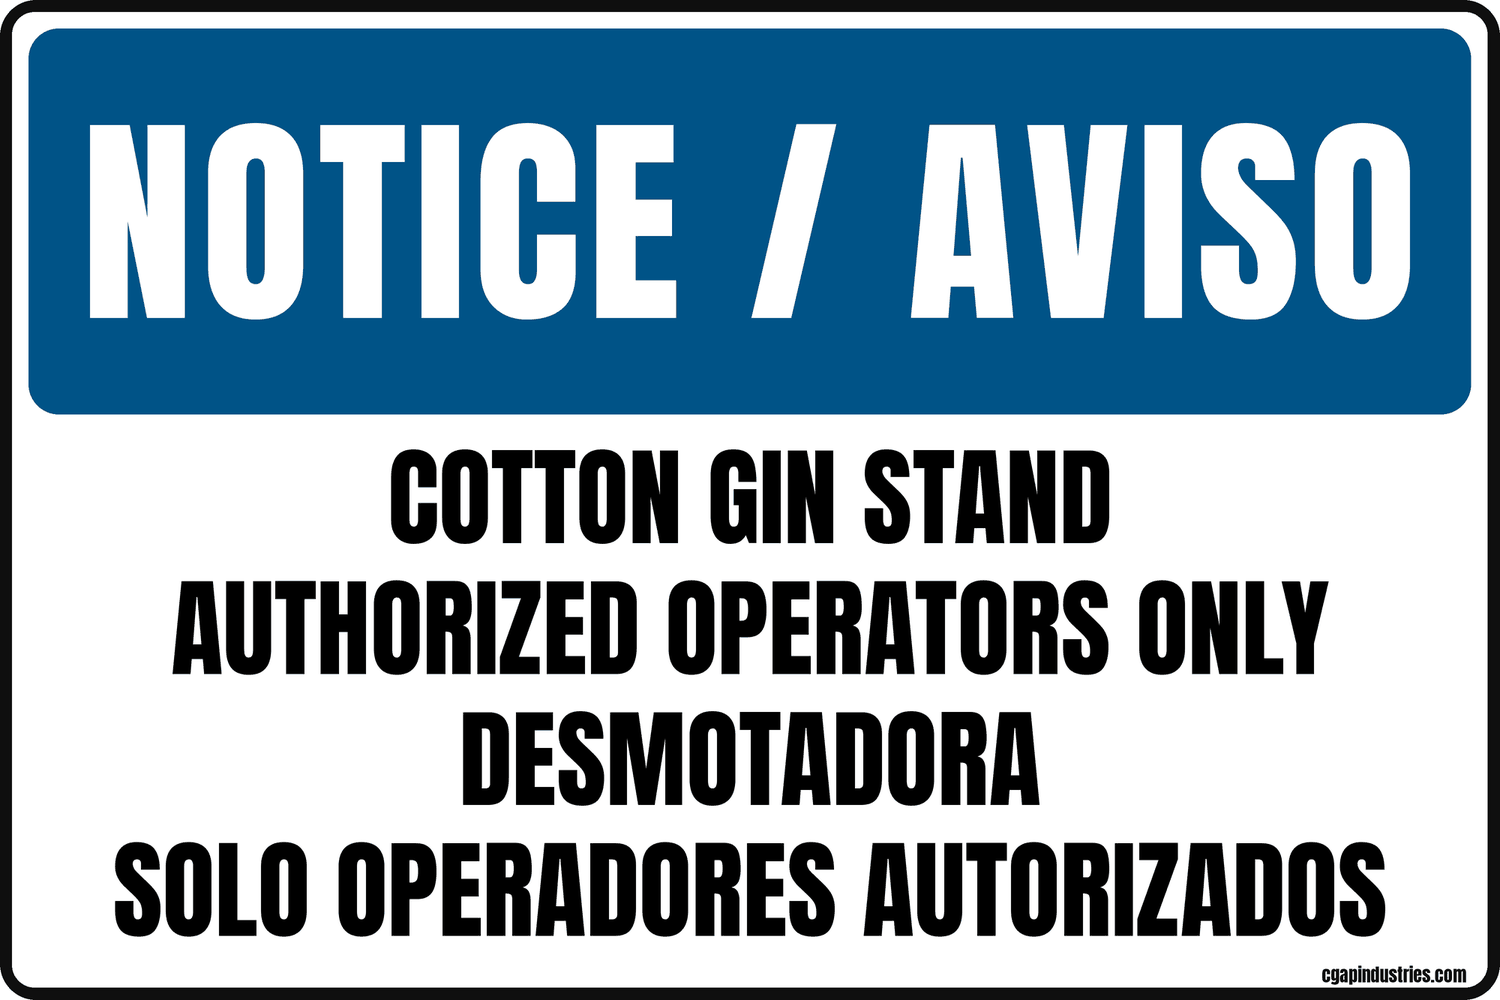 NOTICE / AVISO
COTTON GIN STAND
AUTHORIZED OPERATORS ONLY
DESMOTADORA
SOLO OPERADORES AUTORIZADOS
cgapindustries.com